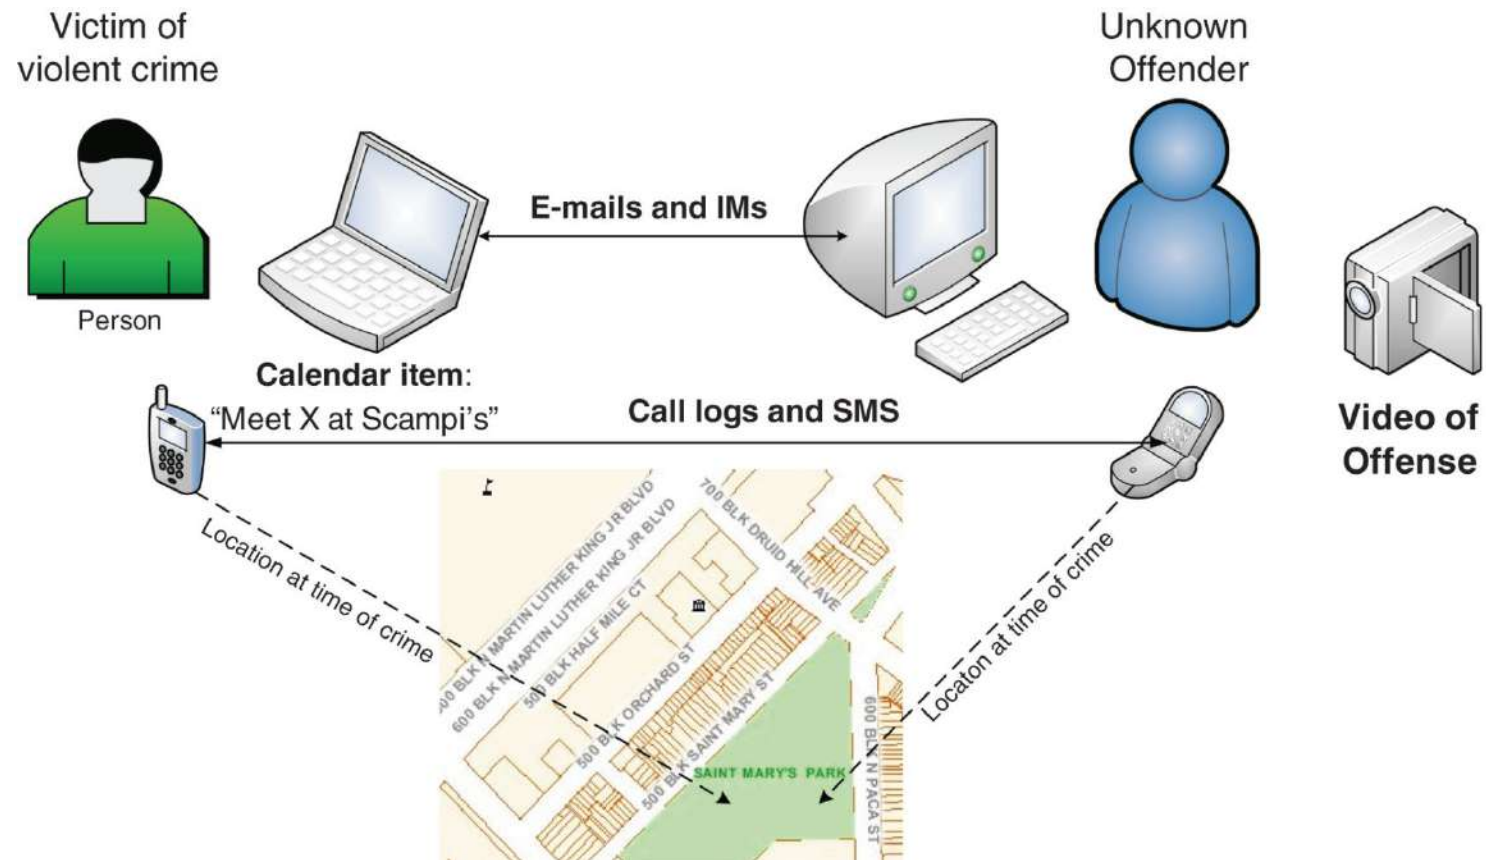 Victim of
violent crime
Unknown
Offender
E-mails and IMs
Person
Calendar item:
“Meet X at Scampi’s”
Call logs and SMS
Video of
Offense
Location at time of crime
Locaton at time of crime
600 BLK N MARTIN LUTHER KING JR BLVD
500 BLK HALF MILE CT
700 BLK DRUID HILL AVE
500 BLK ORCHARD ST
500 BLK SAINT MARY ST
SAINT MARY'S PARK
600 BLK N PACA ST
00 BLK N MARTIN LUTHER KING JR BLVD